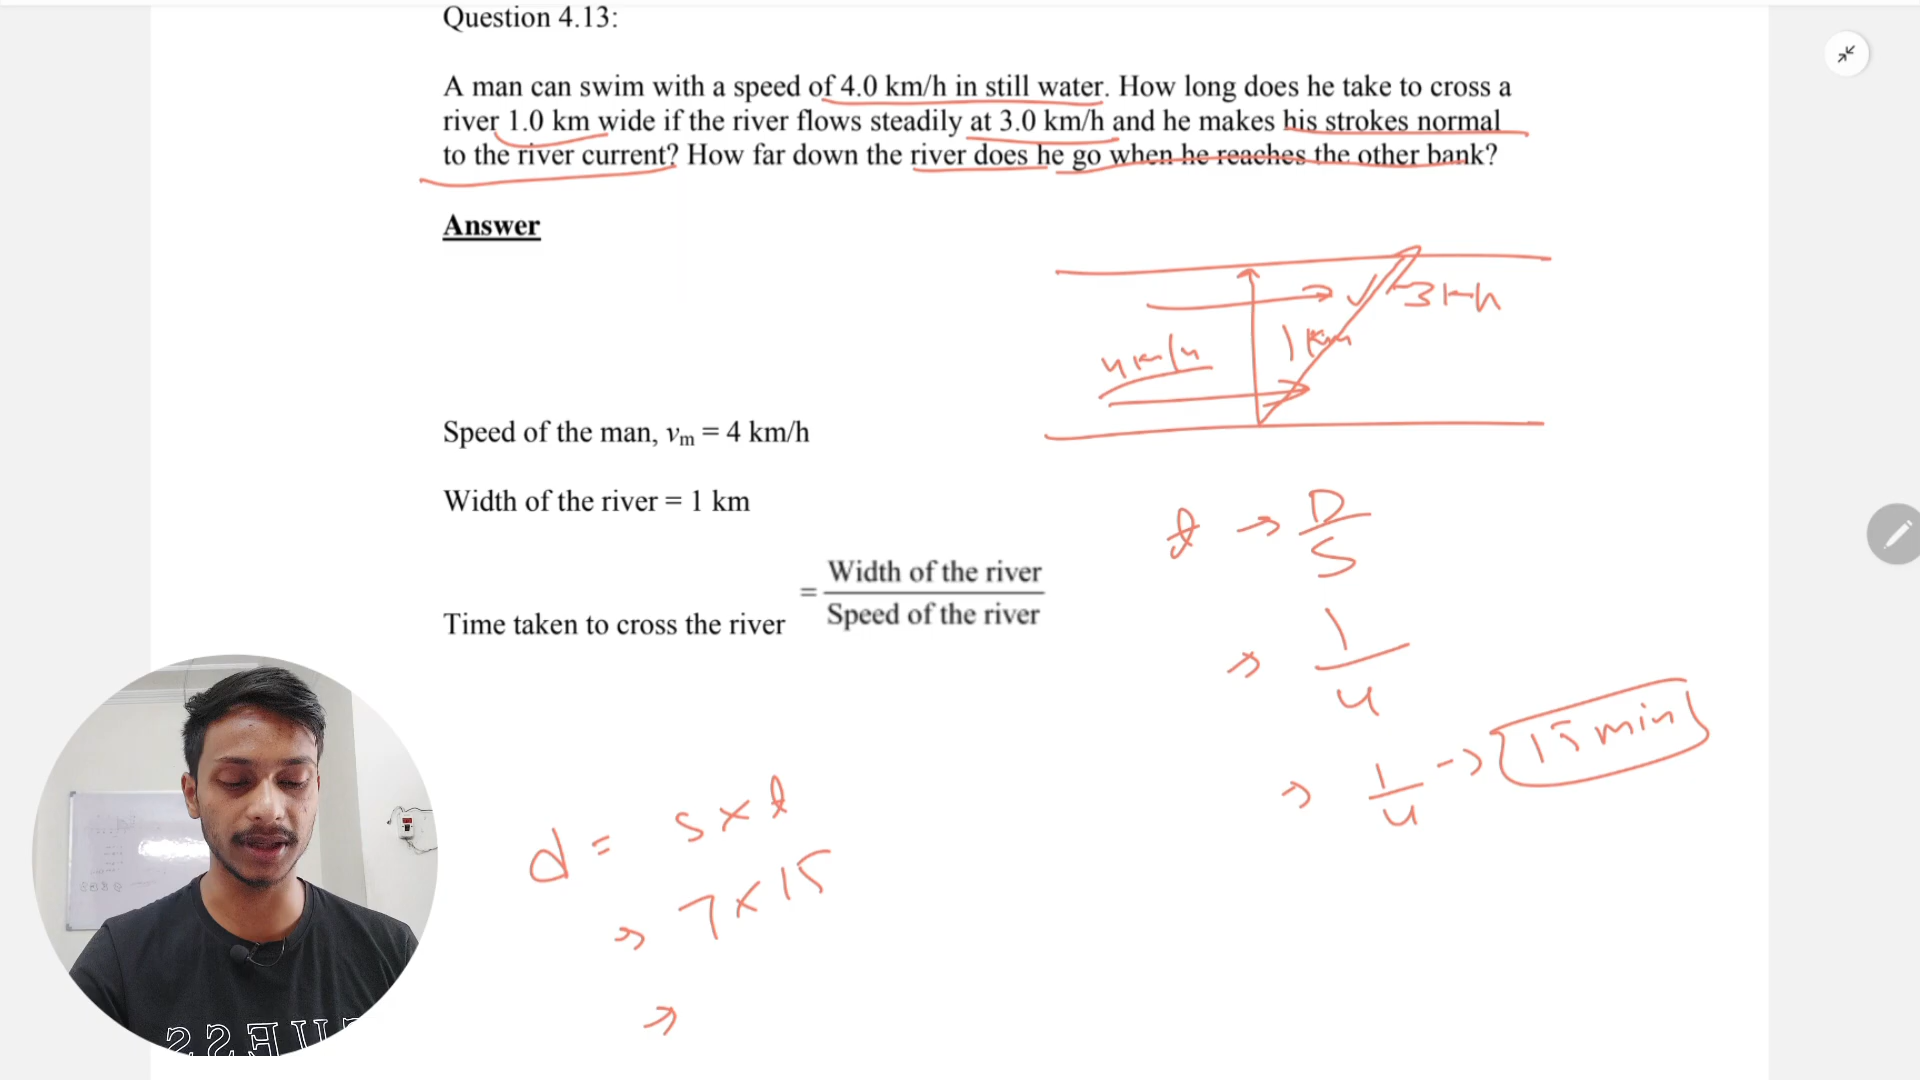 Question 4.13:
A man can swim with a speed of 4.0 km/h in still water. How long does he take to cross a
river 1.0 km wide if the river flows steadily at 3.0 km/h and he makes his strokes normal
to the river current? How far down the river does he go when he reaches the other bank?
Answer
4 km/h
1 km
Speed of the man, vm = 4 km/h
Width of the river = 1 km
t → D/S
Time taken to cross the river = Width of the river / Speed of the river
→ 1/4
→ 1/4 → 15 min
d = s × t
→ 7 × 15
→